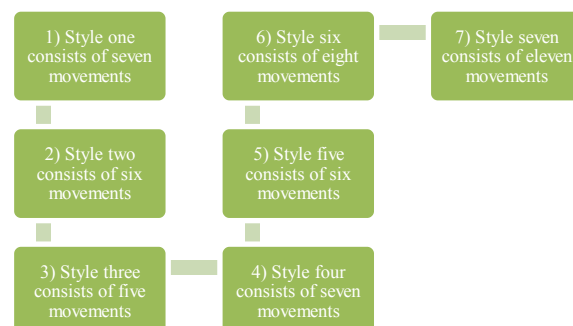 1) Style one
consists of seven
movements
2) Style two
consists of six
movements
3) Style three
consists of five
movements
4) Style four
consists of seven
movements
5) Style five
consists of six
movements
6) Style six
consists of eight
movements
7) Style seven
consists of eleven
movements